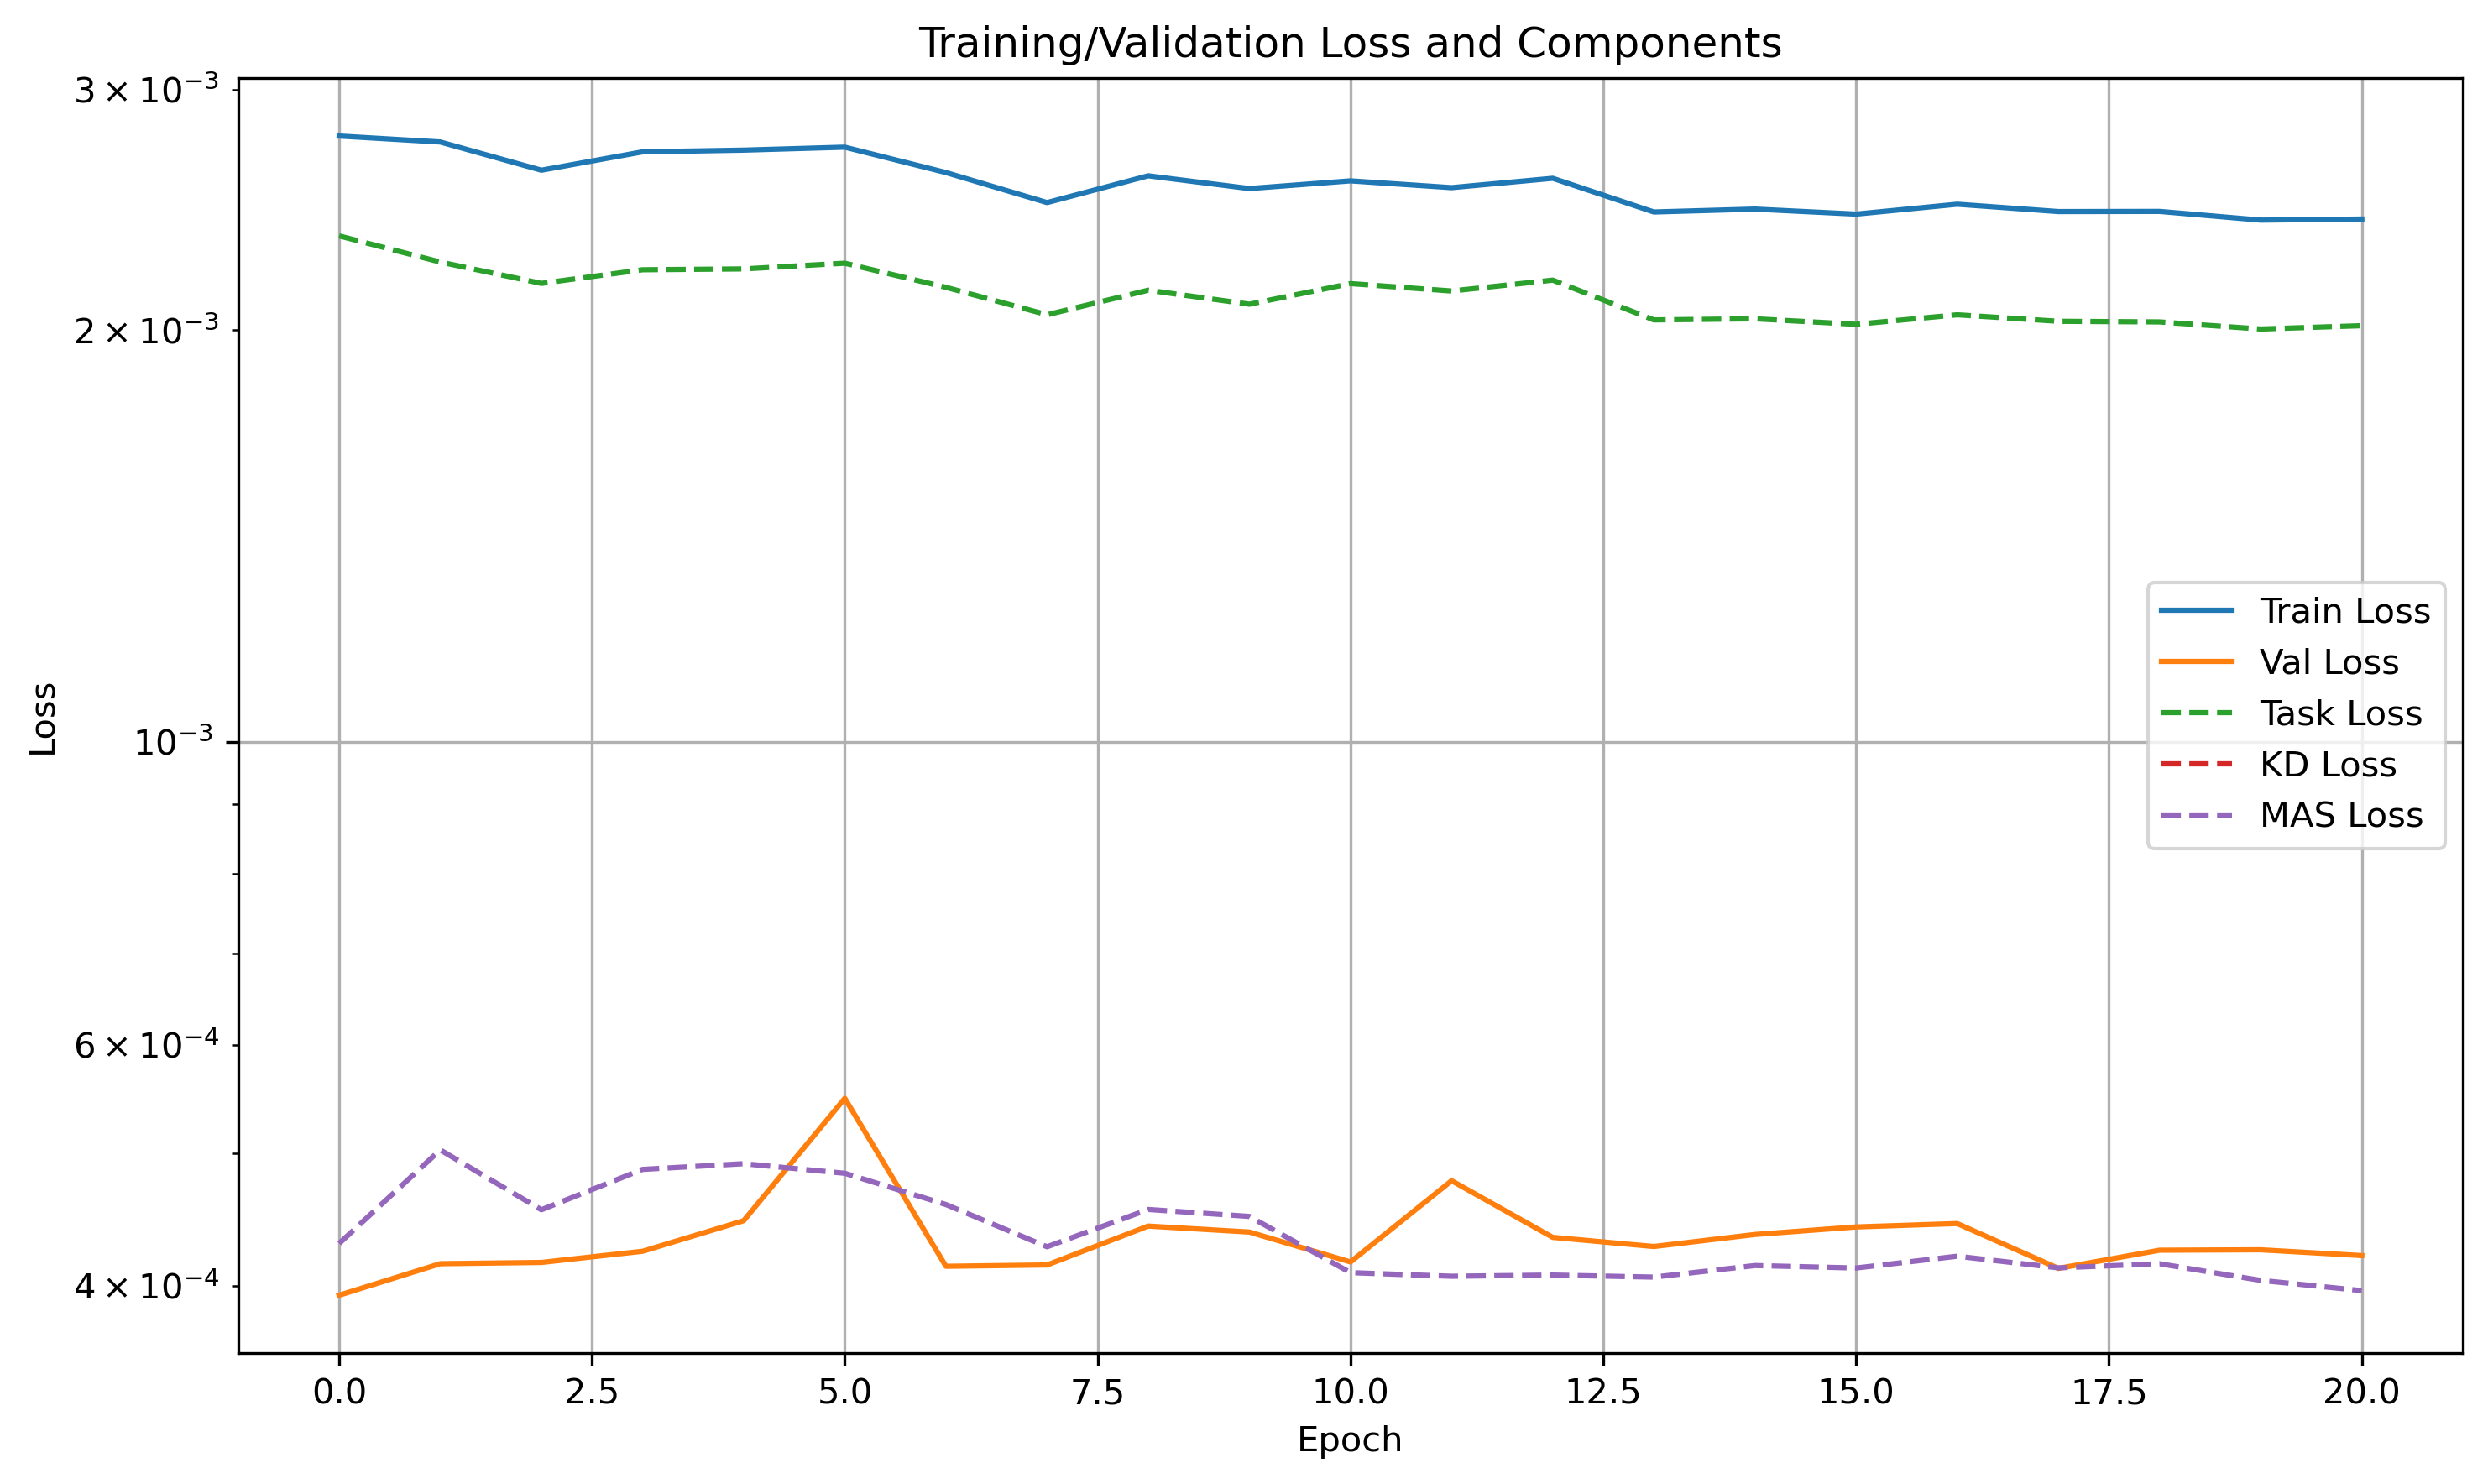 Training/Validation Loss and Components
3 × 10⁻³
2 × 10⁻³
10⁻³
6 × 10⁻⁴
4 × 10⁻⁴
Loss
Train Loss
Val Loss
Task Loss
KD Loss
MAS Loss
0.0 2.5 5.0 7.5 10.0 12.5 15.0 17.5 20.0
Epoch